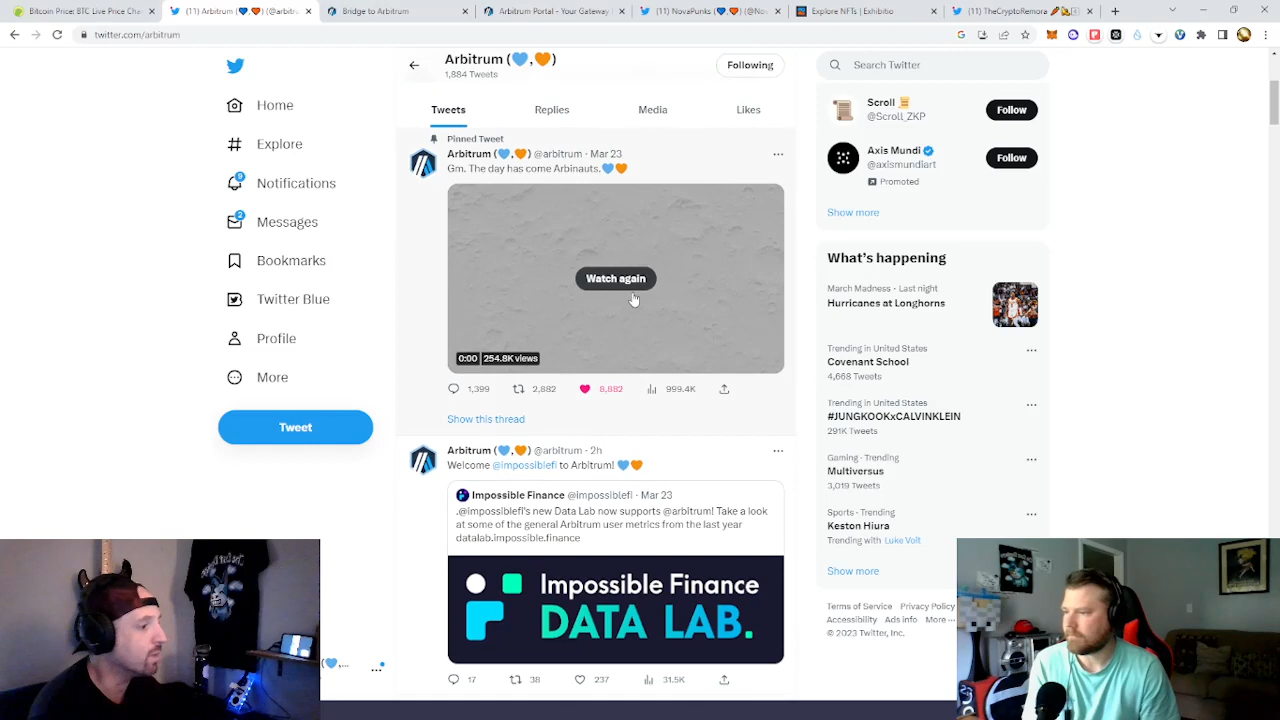 Bitcoin Price: BTC Live Price Cha
(11) Arbitrum (💙,🧡) (@arbitru
Bridge to Arbitrum
Arbitrum Portal - Your Gateway
(11) NovaPunks (💙,🧡) (@No
Explore NFTs | Exhibitio
(11) TheCryptoRemora
twitter.com/arbitrum
Home
Explore
9
Notifications
2
Messages
Bookmarks
Twitter Blue
Profile
More
Tweet
Arbitrum (💙,🧡)
1,884 Tweets
Following
Tweets
Replies
Media
Likes
Pinned Tweet
Arbitrum (💙,🧡) @arbitrum · Mar 23
Gm. The day has come Arbinauts.💙🧡
Watch again
0:00 254.8K views
1,399
2,882
8,882
999.4K
Show this thread
Arbitrum (💙,🧡) @arbitrum · 2h
Welcome @impossiblefi to Arbitrum! 💙🧡
Impossible Finance @impossiblefi · Mar 23
.@impossiblefi's new Data Lab now supports @arbitrum! Take a look
at some of the general Arbitrum user metrics from the last year
datalab.impossible.finance
Impossible Finance
DATA LAB.
17
38
237
31.5K
Search Twitter
Scroll 📜
@Scroll_ZKP
Follow
Axis Mundi
@axismundiart
Follow
Promoted
Show more
What's happening
March Madness · Last night
Hurricanes at Longhorns
Trending in United States
Covenant School
4,668 Tweets
Trending in United States
#JUNGKOOKxCALVINKLEIN
291K Tweets
Gaming · Trending
Multiversus
3,019 Tweets
Sports · Trending
Keston Hiura
Trending with Luke Voit
Show more
Terms of Service Privacy Policy
Accessibility Ads info More ···
© 2023 Twitter, Inc.
(💙,...